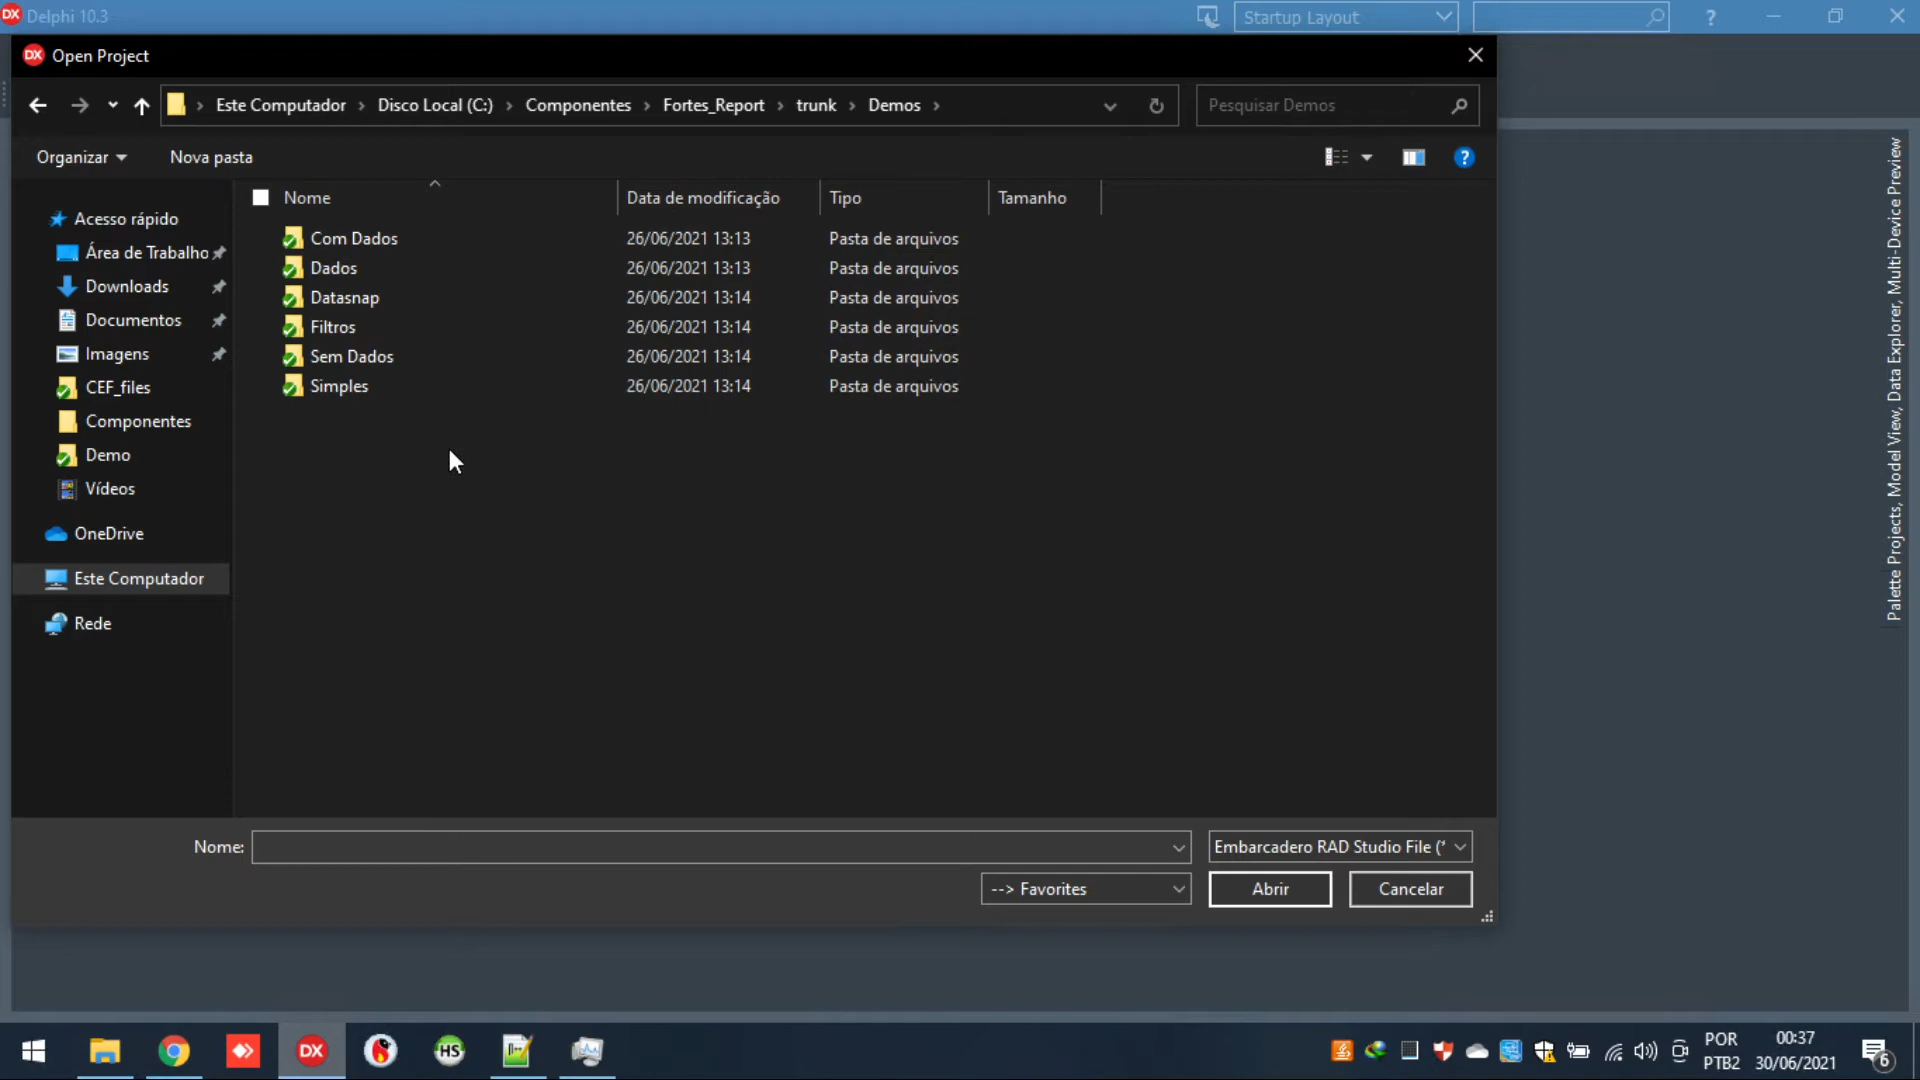 DX Delphi 10.3
Startup Layout
?
DX Open Project
Este Computador Disco Local (C:) Componentes Fortes_Report trunk Demos
Pesquisar Demos
Organizar
Nova pasta
?
Nome
Data de modificação
Tipo
Tamanho
Acesso rápido
Área de Trabalho
Downloads
Documentos
Imagens
CEF_files
Componentes
Demo
Vídeos
OneDrive
Este Computador
Rede
Com Dados 26/06/2021 13:13 Pasta de arquivos
Dados 26/06/2021 13:13 Pasta de arquivos
Datasnap 26/06/2021 13:14 Pasta de arquivos
Filtros 26/06/2021 13:14 Pasta de arquivos
Sem Dados 26/06/2021 13:14 Pasta de arquivos
Simples 26/06/2021 13:14 Pasta de arquivos
Palette Projects, Model View, Data Explorer, Multi-Device Preview
Nome:
Embarcadero RAD Studio File (*
--> Favorites
Abrir
Cancelar
DX
HS
POR
PTB2
00:37
30/06/2021
6